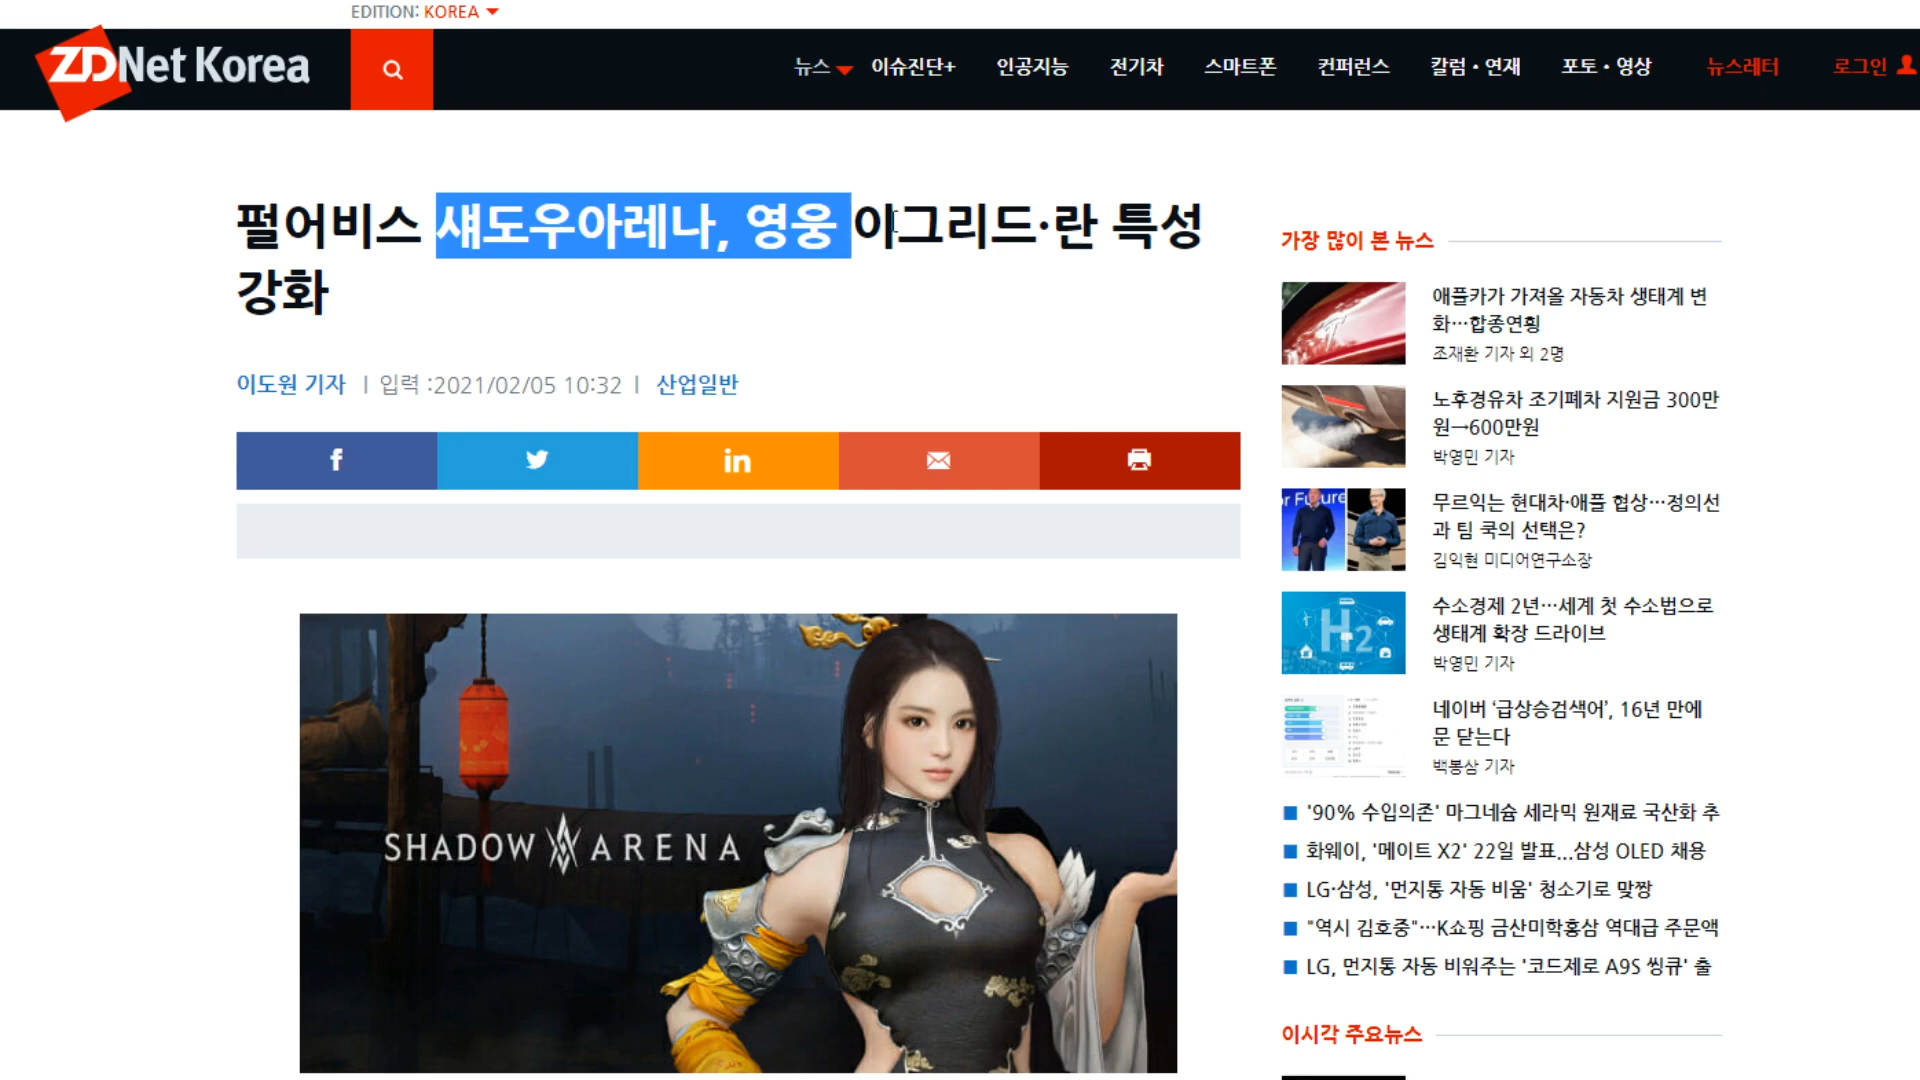 EDITION: KOREA
ZDNet Korea
뉴스 이슈진단+ 인공지능 전기차 스마트폰 컨퍼런스 칼럼 • 연재 포토 • 영상 뉴스레터 로그인
펄어비스 섀도우아레나, 영웅 이그리드·란 특성
강화
이도원 기자 | 입력 :2021/02/05 10:32 | 산업일반
f
in
SHADOW ARENA
가장 많이 본 뉴스
애플카가 가져올 자동차 생태계 변
화…합종연횡
조재환 기자 외 2명
노후경유차 조기폐차 지원금 300만
원→600만원
박영민 기자
r Future
무르익는 현대차·애플 협상…정의선
과 팀 쿡의 선택은?
김익현 미디어연구소장
H2
수소경제 2년…세계 첫 수소법으로
생태계 확장 드라이브
박영민 기자
네이버 '급상승검색어', 16년 만에
문 닫는다
백봉삼 기자
'90% 수입의존' 마그네슘 세라믹 원재료 국산화 추
화웨이, '메이트 X2' 22일 발표...삼성 OLED 채용
LG·삼성, '먼지통 자동 비움' 청소기로 맞짱
"역시 김호중"…K쇼핑 금산미학홍삼 역대급 주문액
LG, 먼지통 자동 비워주는 '코드제로 A9S 씽큐' 출
이시각 주요뉴스